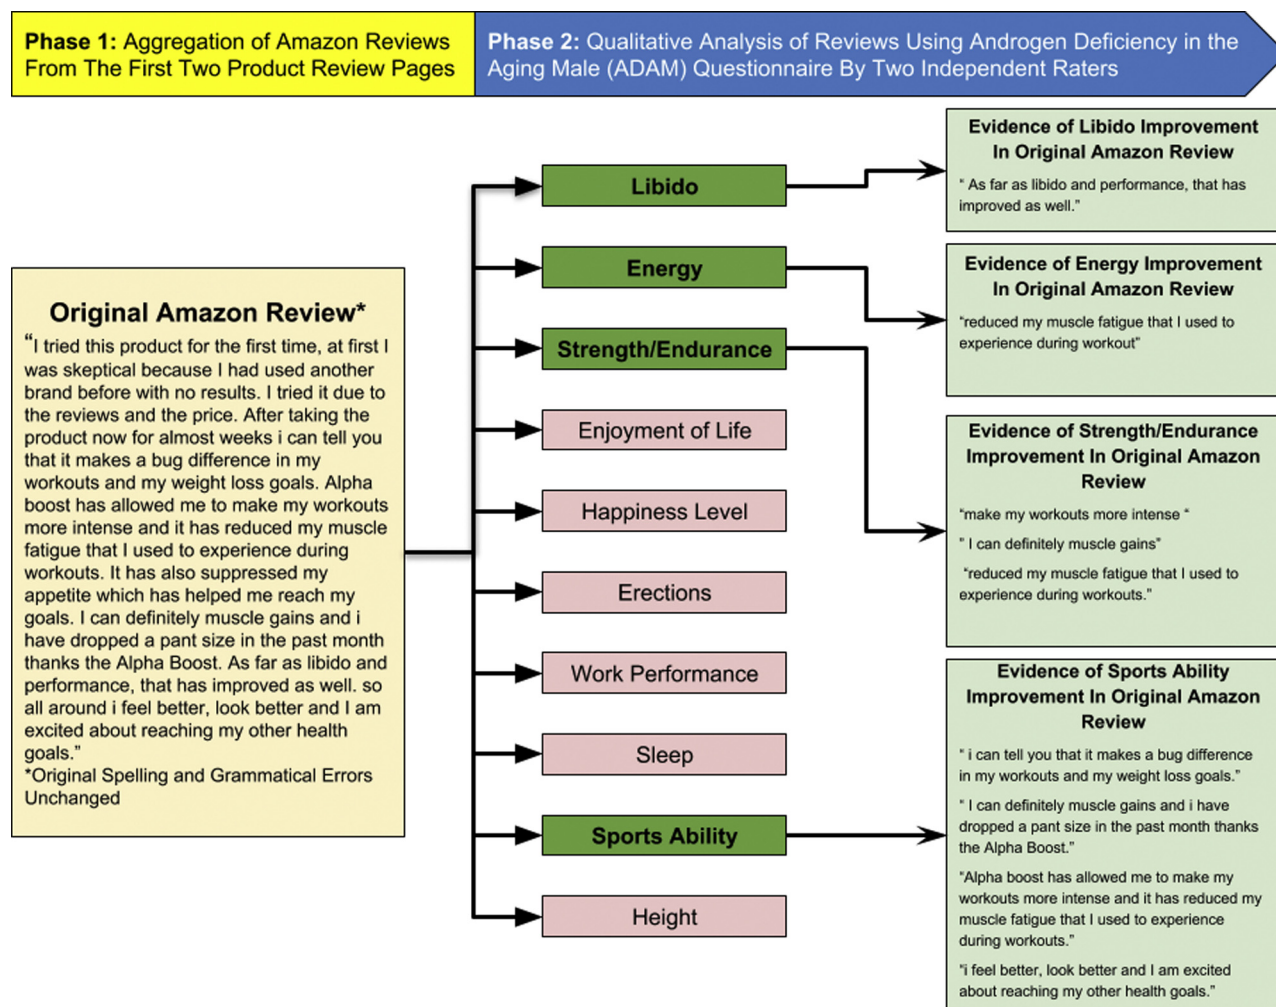 Phase 1: Aggregation of Amazon Reviews
From The First Two Product Review Pages
Phase 2: Qualitative Analysis of Reviews Using Androgen Deficiency in the
Aging Male (ADAM) Questionnaire By Two Independent Raters
Original Amazon Review*
“I tried this product for the first time, at first I
was skeptical because I had used another
brand before with no results. I tried it due to
the reviews and the price. After taking the
product now for almost weeks i can tell you
that it makes a bug difference in my
workouts and my weight loss goals. Alpha
boost has allowed me to make my workouts
more intense and it has reduced my muscle
fatigue that I used to experience during
workouts. It has also suppressed my
appetite which has helped me reach my
goals. I can definitely muscle gains and i
have dropped a pant size in the past month
thanks the Alpha Boost. As far as libido and
performance, that has improved as well. so
all around i feel better, look better and I am
excited about reaching my other health
goals.”
*Original Spelling and Grammatical Errors
Unchanged
Libido
Energy
Strength/Endurance
Enjoyment of Life
Happiness Level
Erections
Work Performance
Sleep
Sports Ability
Height
Evidence of Libido Improvement
In Original Amazon Review
“ As far as libido and performance, that has
improved as well.”
Evidence of Energy Improvement
In Original Amazon Review
“reduced my muscle fatigue that I used to
experience during workout”
Evidence of Strength/Endurance
Improvement In Original Amazon
Review
“make my workouts more intense “
” I can definitely muscle gains”
“reduced my muscle fatigue that I used to
experience during workouts.”
Evidence of Sports Ability
Improvement In Original Amazon
Review
“ i can tell you that it makes a bug difference
in my workouts and my weight loss goals.”
“ I can definitely muscle gains and i have
dropped a pant size in the past month thanks
the Alpha Boost.”
“Alpha boost has allowed me to make my
workouts more intense and it has reduced my
muscle fatigue that I used to experience
during workouts.”
“i feel better, look better and I am excited
about reaching my other health goals.”